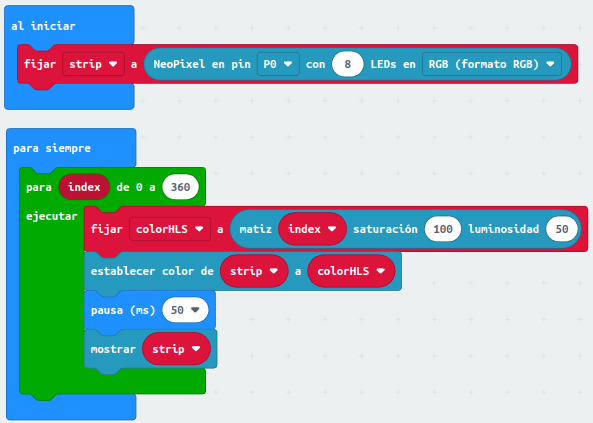 al iniciar
fijar strip a NeoPixel en pin P0 con 8 LEDs en RGB (formato RGB)
para siempre
para index de 0 a 360
ejecutar
fijar colorHLS a matiz index saturación 100 luminosidad 50
establecer color de strip a colorHLS
pausa (ms) 50
mostrar strip